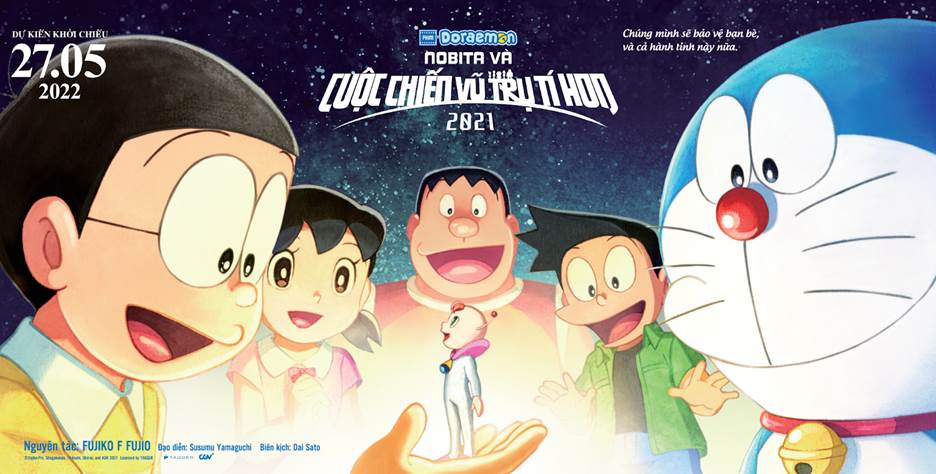 DỰ KIẾN KHỞI CHIẾU
27.05
2022
PHIM Doraemon
NOBITA VÀ
CUỘC CHIẾN VŨ TRỤ TÍ HON
2021
Chúng mình sẽ bảo vệ bạn bè,
và cả hành tinh này nữa.
Nguyên tác: FUJIKO F FUJIO Đạo diễn: Susumu Yamaguchi Biên kịch: Dai Sato
TAGGER CGV